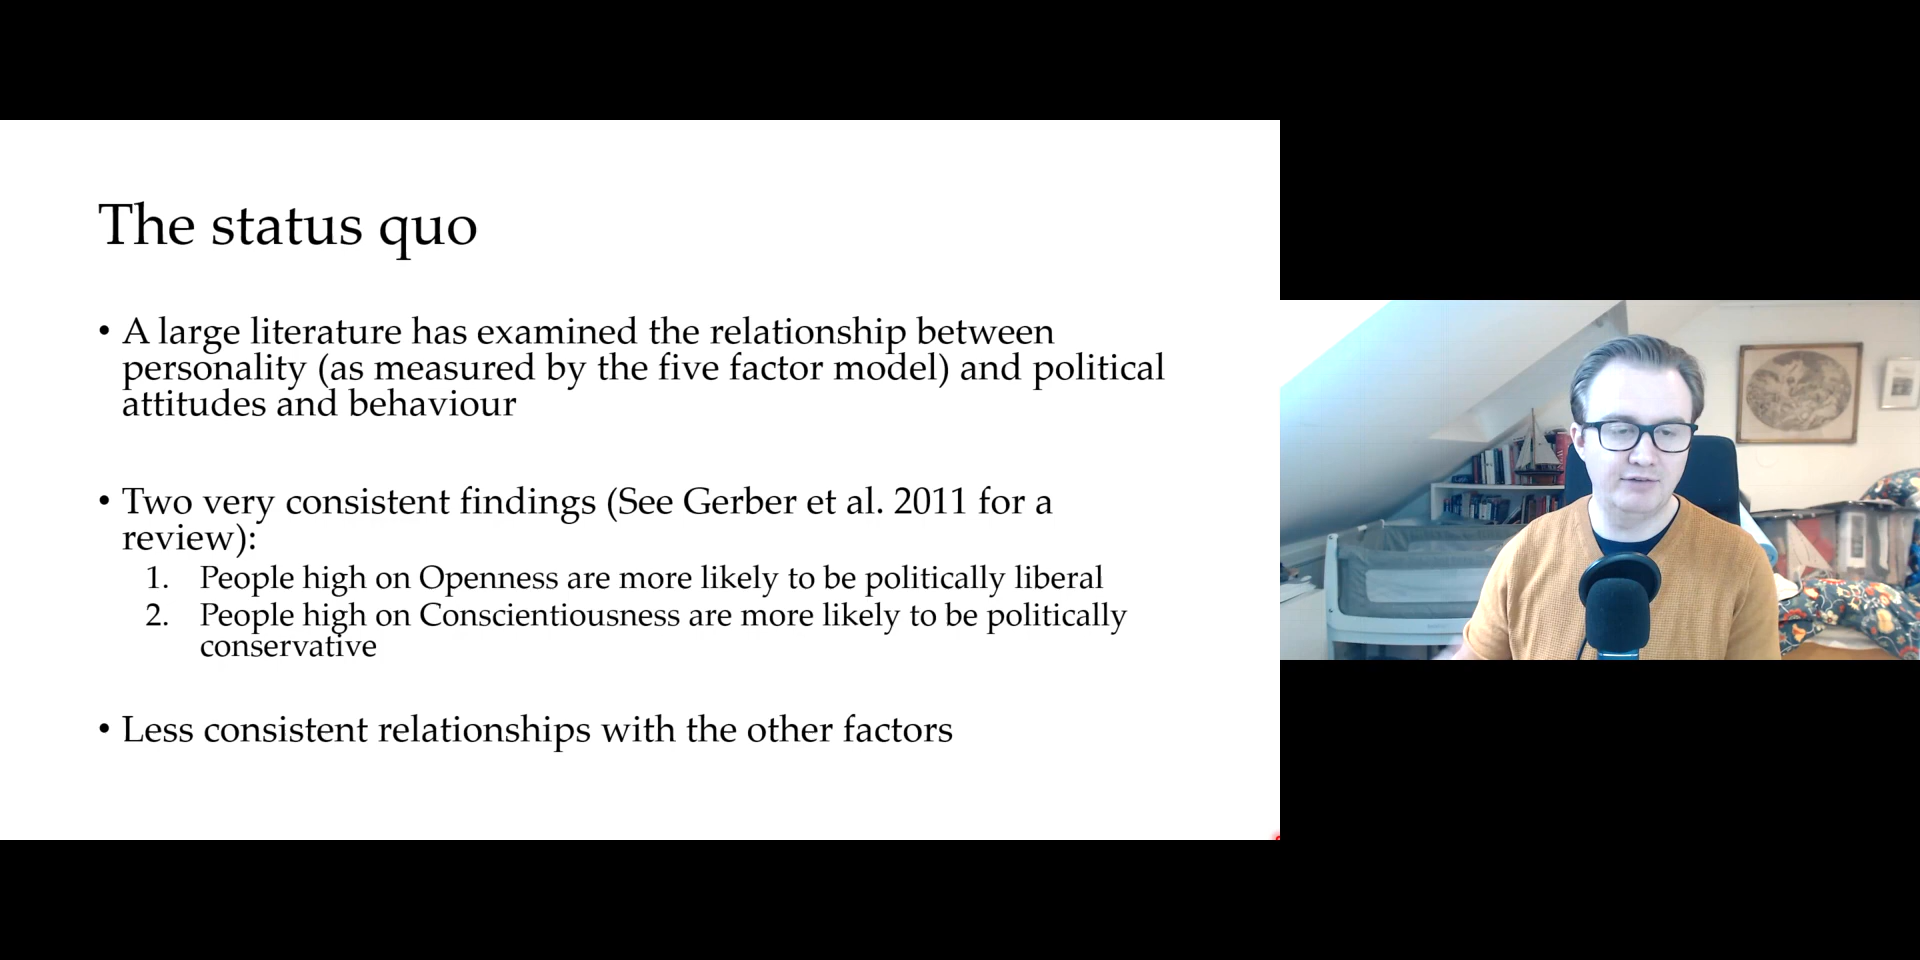 The status quo
• A large literature has examined the relationship between
personality (as measured by the five factor model) and political
attitudes and behaviour
• Two very consistent findings (See Gerber et al. 2011 for a
review):
1. People high on Openness are more likely to be politically liberal
2. People high on Conscientiousness are more likely to be politically
conservative
• Less consistent relationships with the other factors